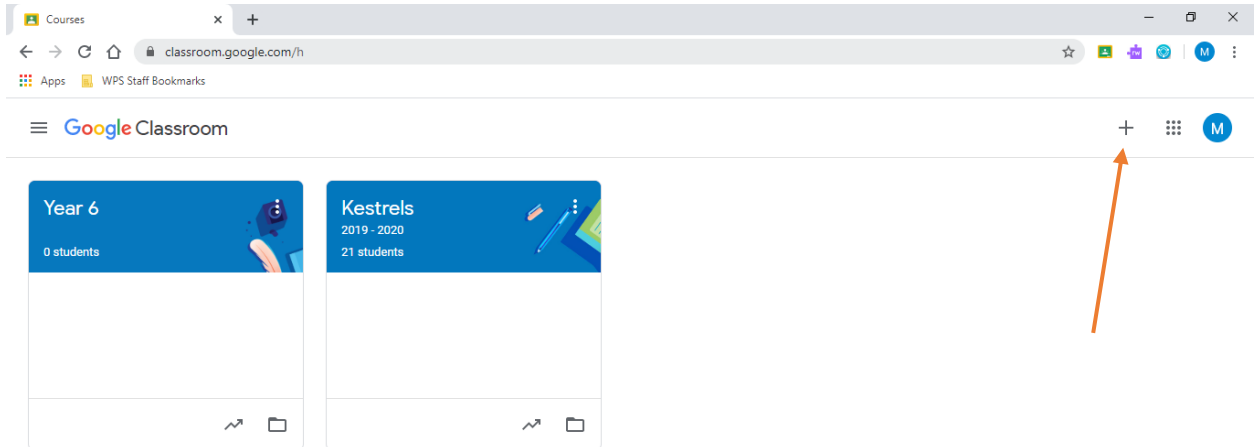 Courses
classroom.google.com/h
M
Apps WPS Staff Bookmarks
Google Classroom
M
Year 6
0 students
Kestrels
2019 - 2020
21 students